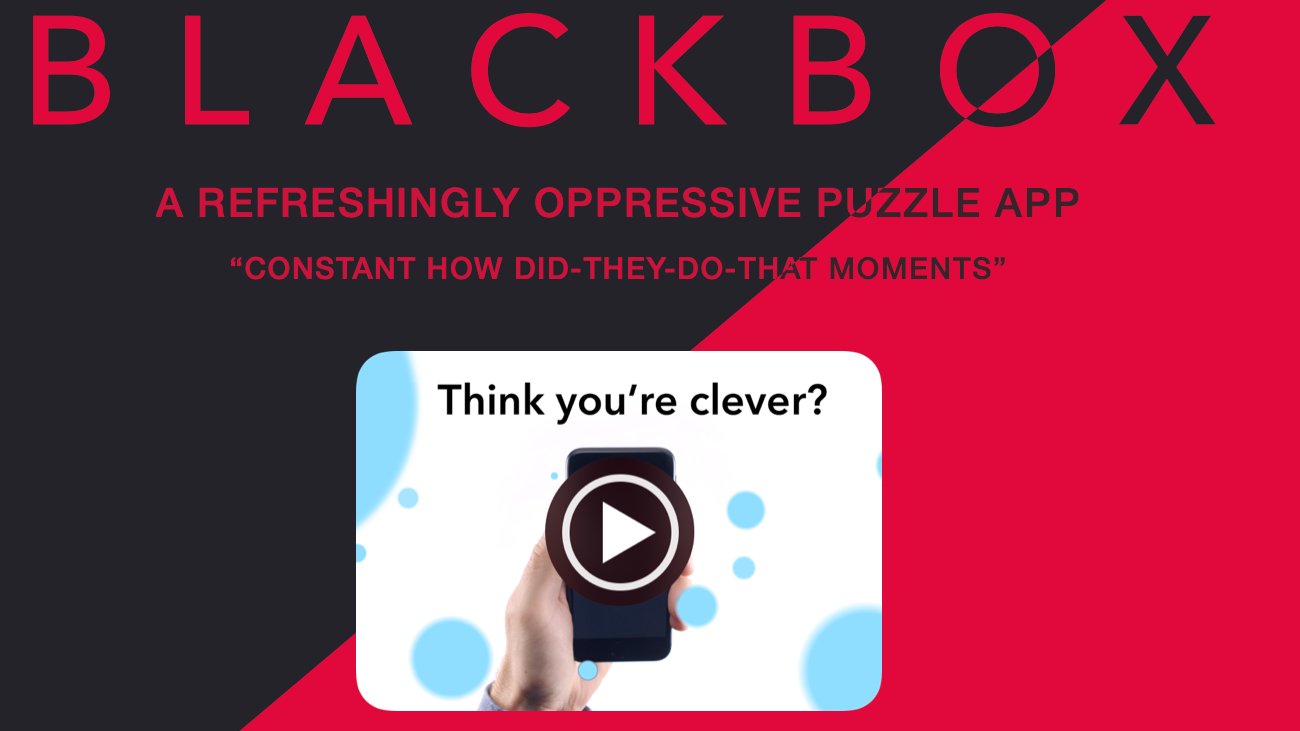 BLACKBOX
A REFRESHINGLY OPPRESSIVE PUZZLE APP
“CONSTANT HOW DID-THEY-DO-THAT MOMENTS”
Think you’re clever?